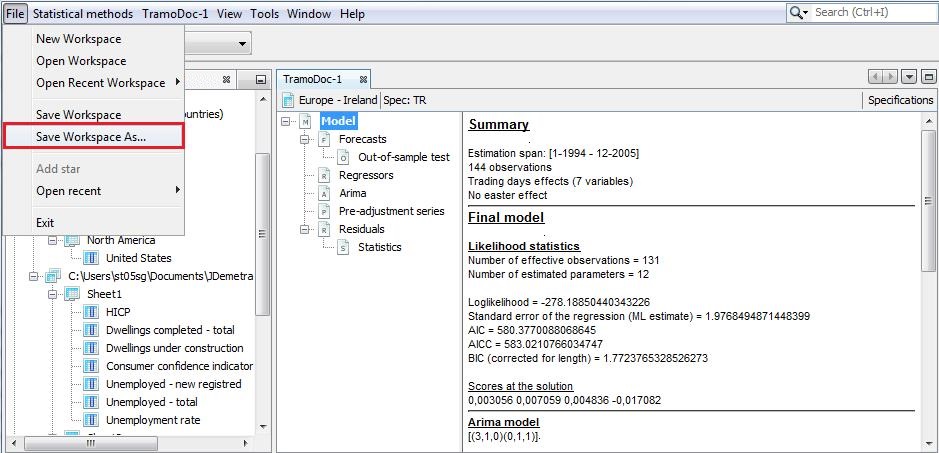 File Statistical methods TramoDoc-1 View Tools Window Help
Search (Ctrl+I)
New Workspace
Open Workspace
Open Recent Workspace
Save Workspace
Save Workspace As...
Add star
Open recent
Exit
untries)
North America
United States
C:\Users\st05sg\Documents\JDemetra
Sheet1
HICP
Dwellings completed - total
Dwellings under construction
Consumer confidence indicator
Unemployed - new registred
Unemployed - total
Unemployment rate
TramoDoc-1
Europe - Ireland Spec: TR
Specifications
Model
Forecasts
Out-of-sample test
Regressors
Arima
Pre-adjustment series
Residuals
Statistics
Summary
Estimation span: [1-1994 - 12-2005]
144 observations
Trading days effects (7 variables)
No easter effect
Final model
Likelihood statistics
Number of effective observations = 131
Number of estimated parameters = 12
Loglikelihood = -278.18850440343226
Standard error of the regression (ML estimate) = 1.9768494871448399
AIC = 580.3770088068645
AICC = 583.0210766034747
BIC (corrected for length) = 1.7723765328526273
Scores at the solution
0,003056 0,007059 0,004836 -0,017082
Arima model
[(3,1,0)(0,1,1)].